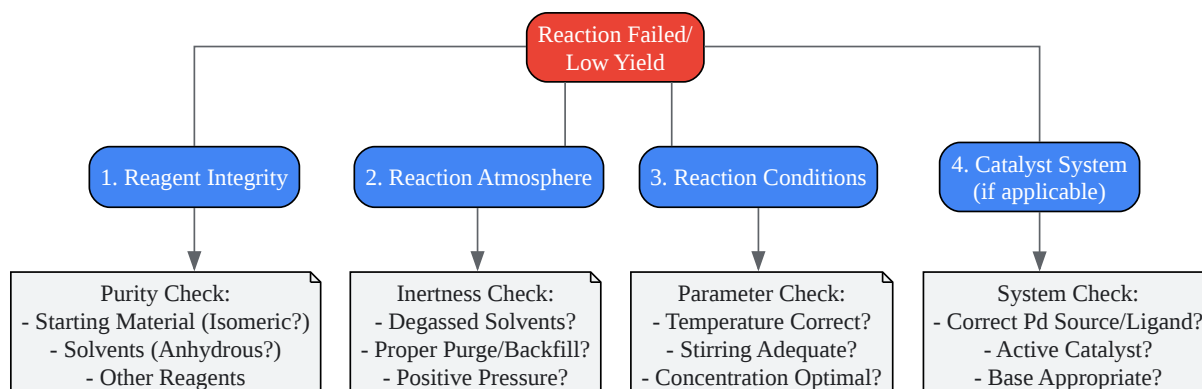 Reaction Failed/
Low Yield
1. Reagent Integrity
2. Reaction Atmosphere
3. Reaction Conditions
4. Catalyst System
(if applicable)
Purity Check:
- Starting Material (Isomeric?)
- Solvents (Anhydrous?)
- Other Reagents
Inertness Check:
- Degassed Solvents?
- Proper Purge/Backfill?
- Positive Pressure?
Parameter Check:
- Temperature Correct?
- Stirring Adequate?
- Concentration Optimal?
System Check:
- Correct Pd Source/Ligand?
- Active Catalyst?
- Base Appropriate?